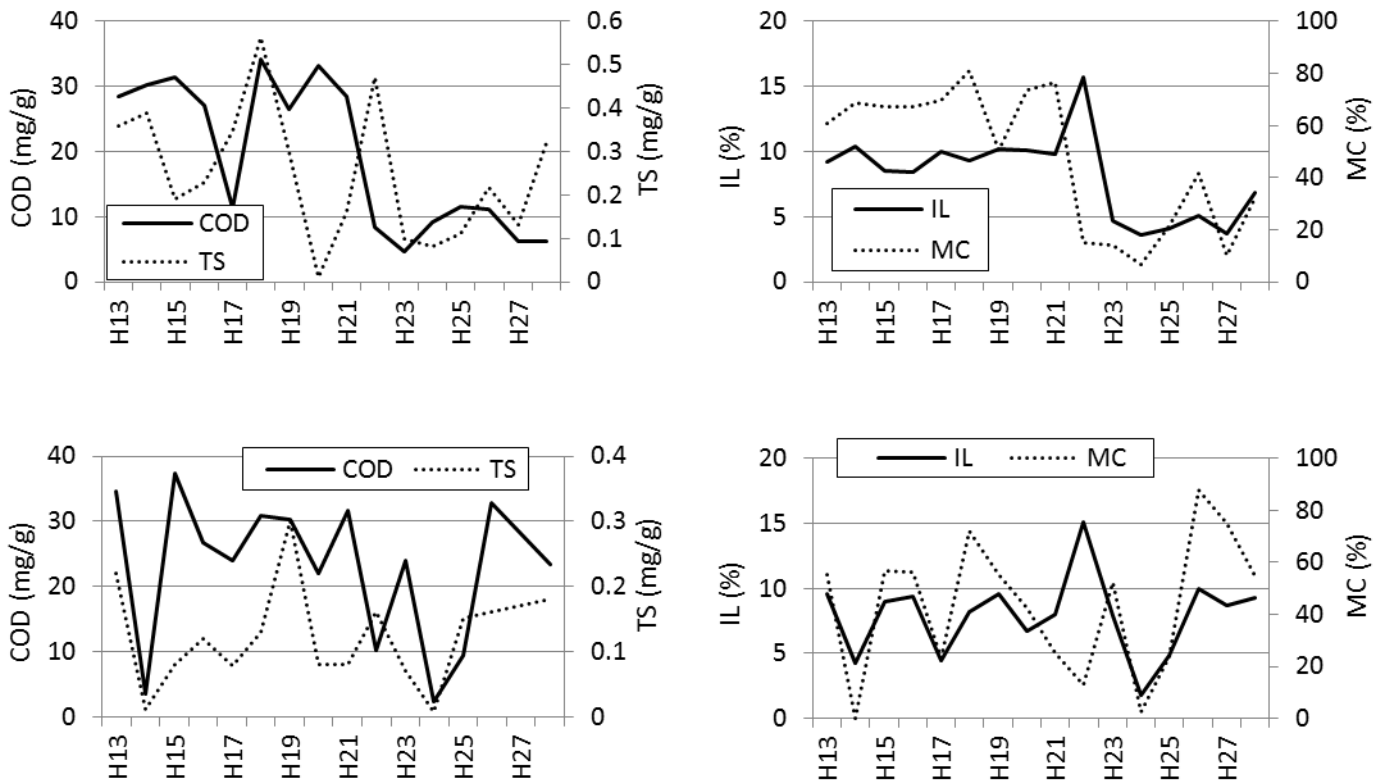 40
30
20
10
0
COD (mg/g)
0.6
0.5
0.4
0.3
0.2
0.1
0
TS (mg/g)
COD
TS
H13
H15
H17
H19
H21
H23
H25
H27
20
15
10
5
0
IL (%)
100
80
60
40
20
0
MC (%)
IL
MC
H13
H15
H17
H19
H21
H23
H25
H27
40
30
20
10
0
COD (mg/g)
0.4
0.3
0.2
0.1
0
TS (mg/g)
COD TS
H13
H15
H17
H19
H21
H23
H25
H27
20
15
10
5
0
IL (%)
100
80
60
40
20
0
MC (%)
IL MC
H13
H15
H17
H19
H21
H23
H25
H27